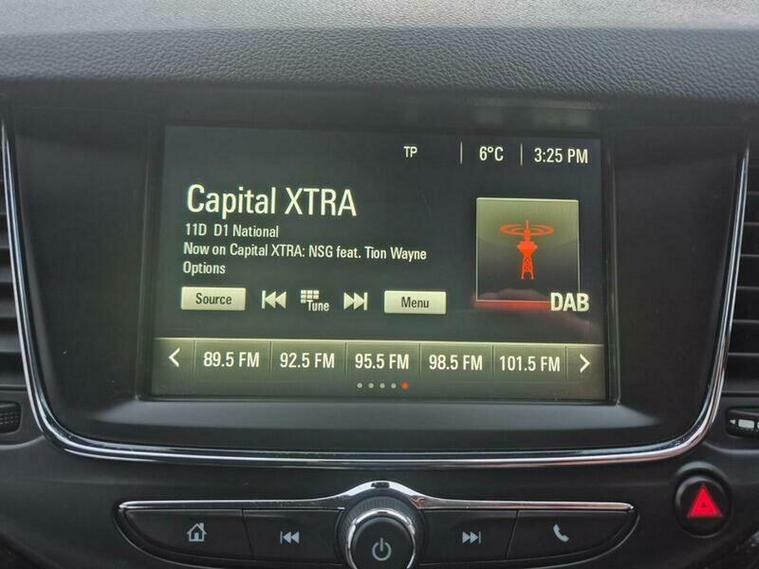 TP 6°C 3:25 PM
Capital XTRA
11D D1 National
Now on Capital XTRA: NSG feat. Tion Wayne
Options
Source Tune Menu
DAB
89.5 FM 92.5 FM 95.5 FM 98.5 FM 101.5 FM